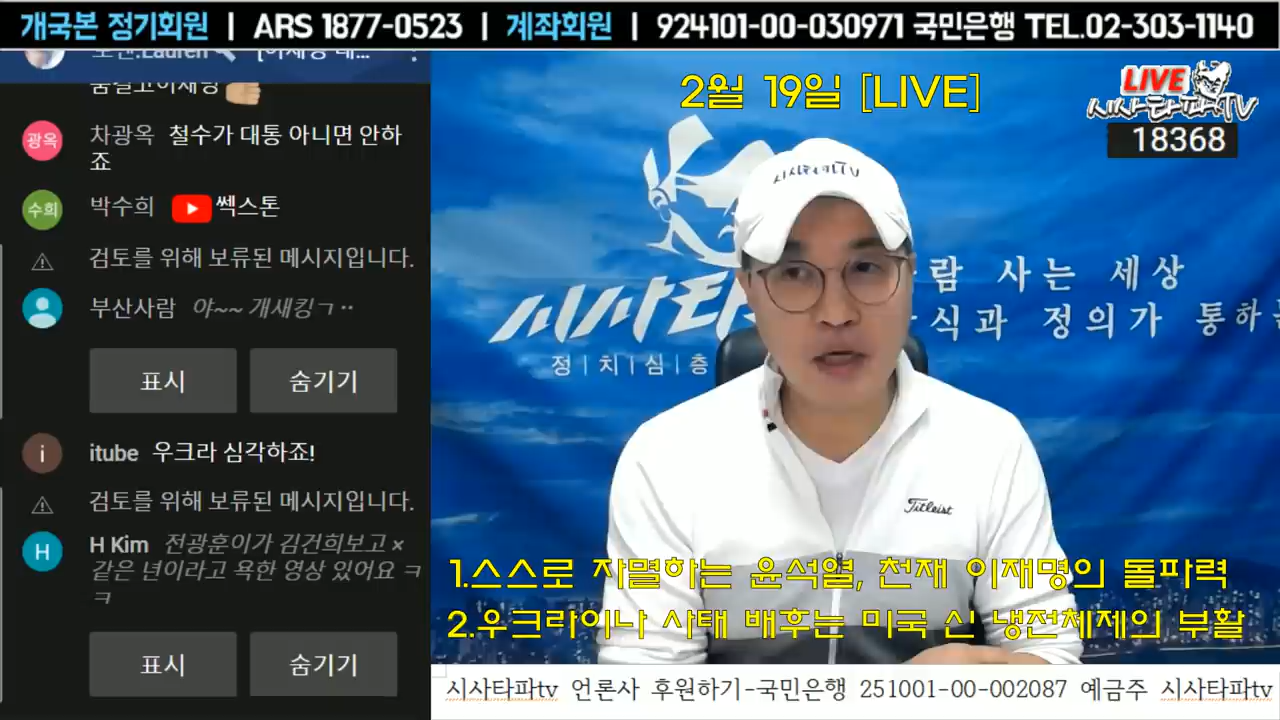 개국본 정기회원 | ARS 1877-0523 | 계좌회원 | 924101-00-030971 국민은행 TEL.02-303-1140
2월 19일 [LIVE]
LIVE
시사타파TV
18368
차광옥 철수가 대통 아니면 안하
죠
광옥
박수희 쎅스톤
수희
검토를 위해 보류된 메시지입니다.
부산사람 야~~ 개새킹ㄱ ··
표시 숨기기
i
itube 우크라 심각하죠!
검토를 위해 보류된 메시지입니다.
H
H Kim 전광훈이가 김건희보고 ×
같은 년이라고 욕한 영상 있어요 ㅋ
ㅋ
표시 숨기기
시사타파TV
시사타
정|치|심|층
람 사는 세상
식과 정의가 통하는
Titleist
1.스스로 자멸하는 윤석열, 천재 이재명의 돌파력
2.우크라이나 사태 배후는 미국 신 냉전체제의 부활
시사타파tv 언론사 후원하기-국민은행 251001-00-002087 예금주 시사타파tv